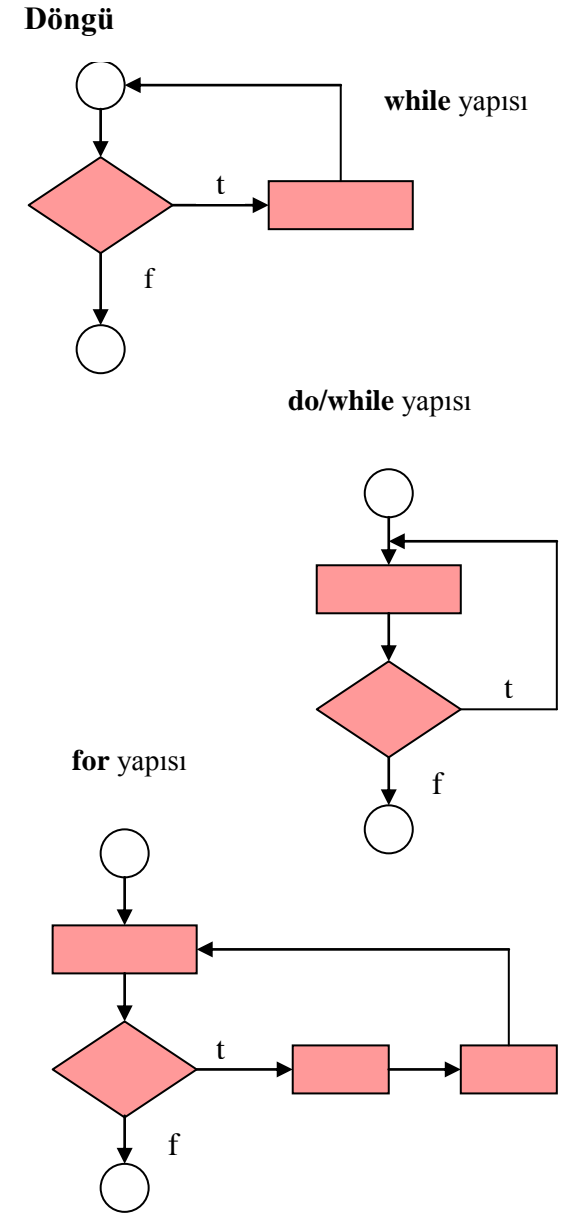 Döngü
while yapısı
t
f
do/while yapısı
t
f
for yapısı
t
f